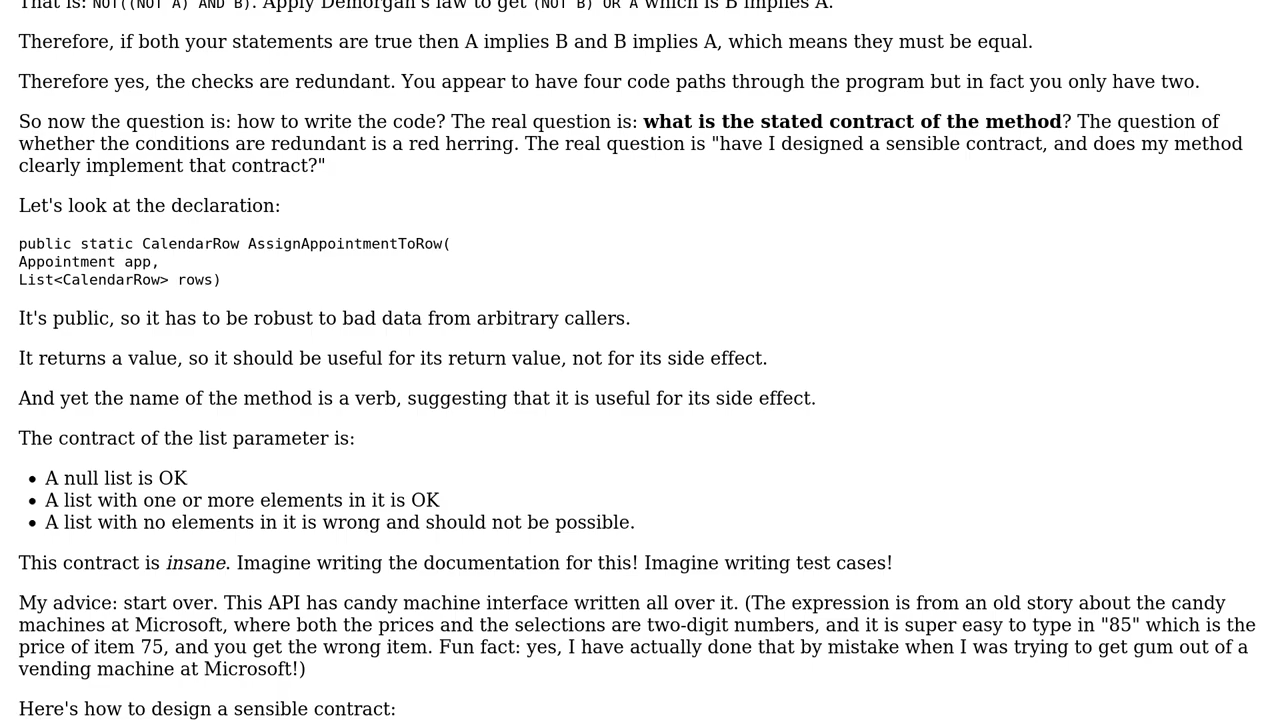 That is: NOT((NOT A) AND B). Apply Demorgan's law to get (NOT B) OR A which is B implies A.
Therefore, if both your statements are true then A implies B and B implies A, which means they must be equal.
Therefore yes, the checks are redundant. You appear to have four code paths through the program but in fact you only have two.
So now the question is: how to write the code? The real question is: what is the stated contract of the method? The question of
whether the conditions are redundant is a red herring. The real question is "have I designed a sensible contract, and does my method
clearly implement that contract?"
Let's look at the declaration:
public static CalendarRow AssignAppointmentToRow(
Appointment app,
List<CalendarRow> rows)
It's public, so it has to be robust to bad data from arbitrary callers.
It returns a value, so it should be useful for its return value, not for its side effect.
And yet the name of the method is a verb, suggesting that it is useful for its side effect.
The contract of the list parameter is:
• A null list is OK
• A list with one or more elements in it is OK
• A list with no elements in it is wrong and should not be possible.
This contract is insane. Imagine writing the documentation for this! Imagine writing test cases!
My advice: start over. This API has candy machine interface written all over it. (The expression is from an old story about the candy
machines at Microsoft, where both the prices and the selections are two-digit numbers, and it is super easy to type in "85" which is the
price of item 75, and you get the wrong item. Fun fact: yes, I have actually done that by mistake when I was trying to get gum out of a
vending machine at Microsoft!)
Here's how to design a sensible contract: